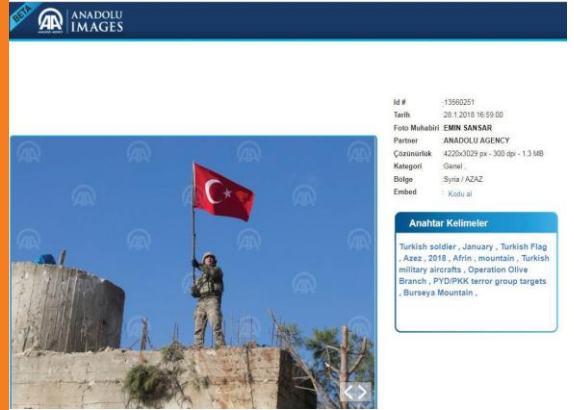 BETA
AA
ANADOLU
IMAGES
Id # :13560251
Tarih :28.1.2018 16:59:00
Foto Muhabiri :EMIN SANSAR
Partner :ANADOLU AGENCY
Çözünürlük :4220x3029 px - 300 dpi - 1.3 MB
Kategori :Genel ,
Bölge :Syria / AZAZ
Embed : Kodu al
Anahtar Kelimeler
Turkish soldier , January , Turkish Flag
, Azez , 2018 , Afrin , mountain , Turkish
military aircrafts , Operation Olive
Branch , PYD/PKK terror group targets
, Burseya Mountain ,